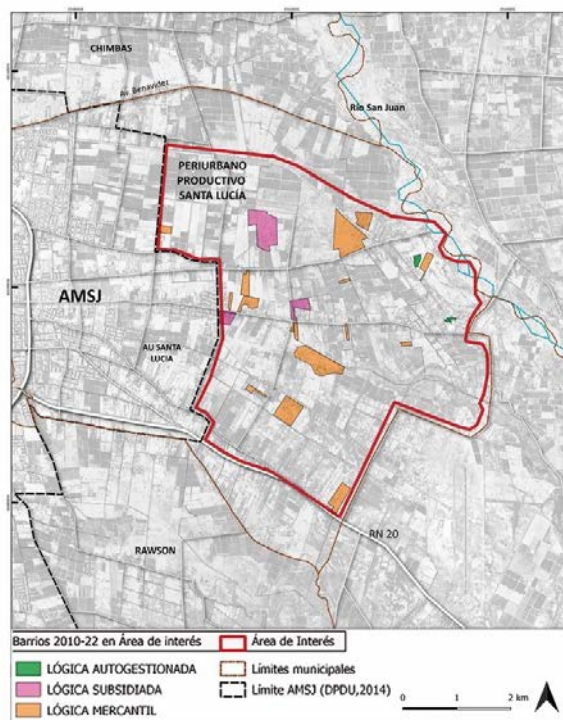 CHIMBAS
Av. Benavidez
Río San Juan
PERIURBANO
PRODUCTIVO
SANTA LUCÍA
AMSJ
AU SANTA
LUCIA
RN 20
RAWSON
Barrios 2010-22 en Área de interés
Área de Interés
LÓGICA AUTOGESTIONADA
Límites municipales
LÓGICA SUBSIDIADA
Límite AMSJ (DPDU,2014)
LÓGICA MERCANTIL
0 1 2 km